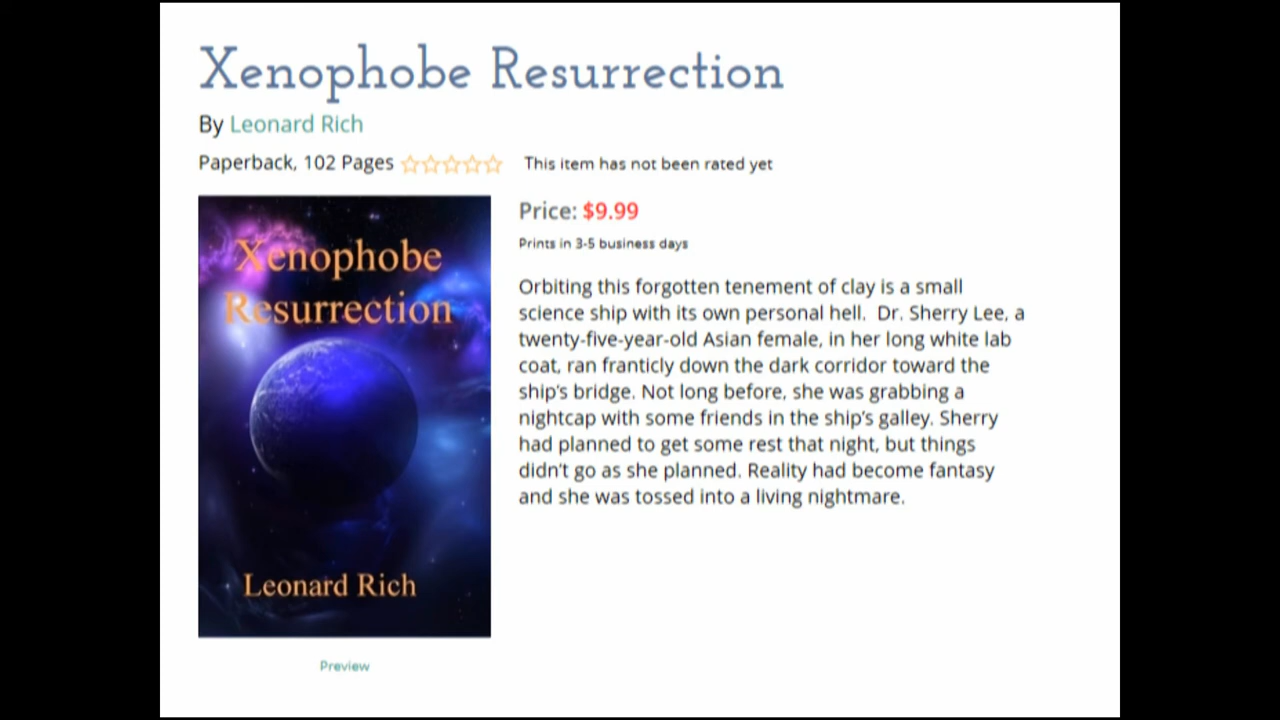 Xenophobe Resurrection
By Leonard Rich
Paperback, 102 Pages This item has not been rated yet
Xenophobe
Resurrection
Leonard Rich
Preview
Price: $9.99
Prints in 3-5 business days
Orbiting this forgotten tenement of clay is a small
science ship with its own personal hell. Dr. Sherry Lee, a
twenty-five-year-old Asian female, in her long white lab
coat, ran franticly down the dark corridor toward the
ship's bridge. Not long before, she was grabbing a
nightcap with some friends in the ship's galley. Sherry
had planned to get some rest that night, but things
didn't go as she planned. Reality had become fantasy
and she was tossed into a living nightmare.